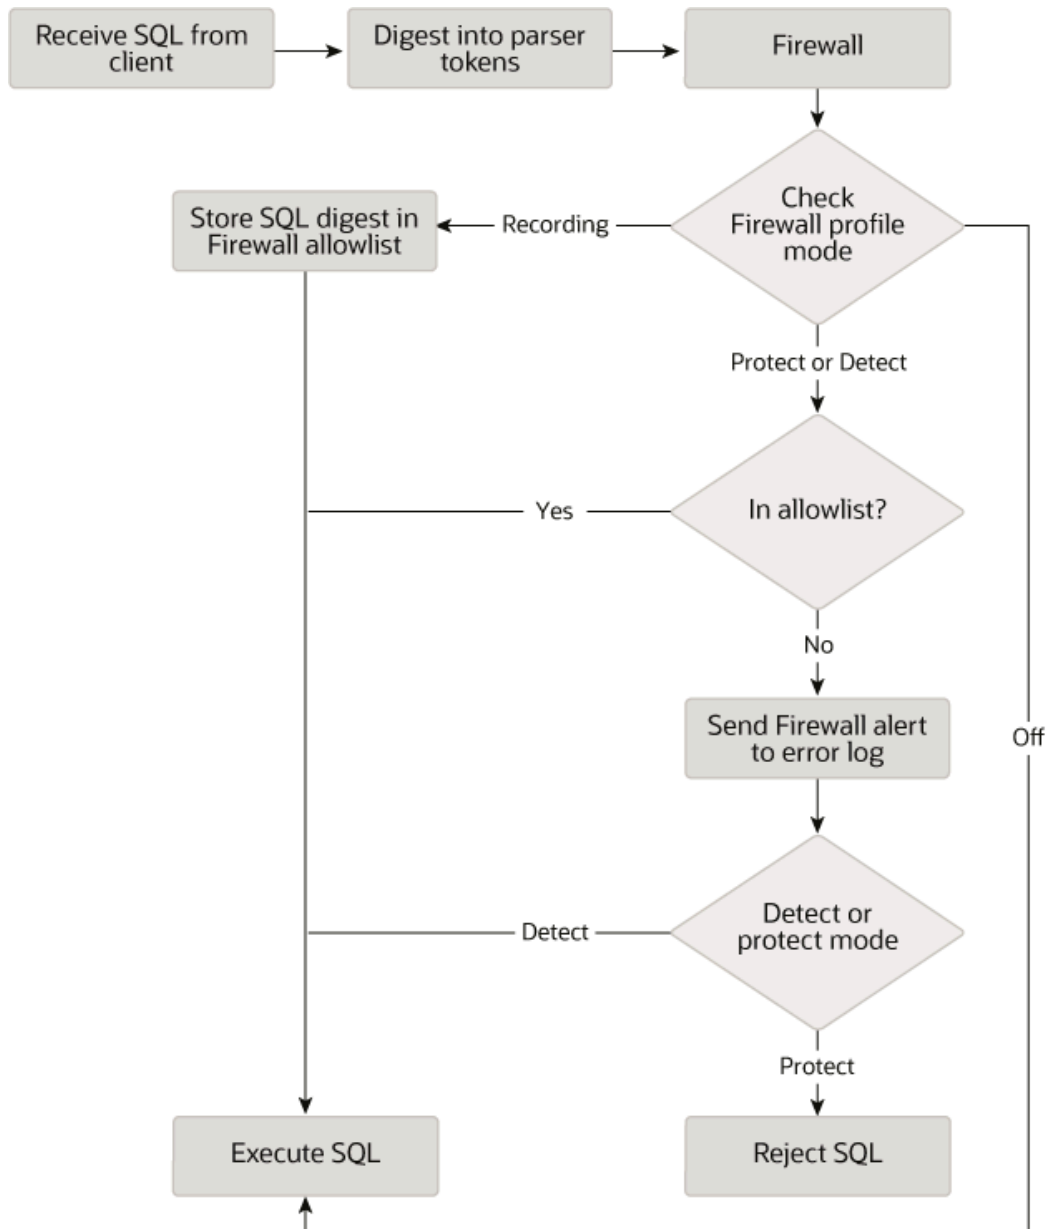 Receive SQL from
client
Digest into parser
tokens
Firewall
Check
Firewall profile
mode
Recording
Store SQL digest in
Firewall allowlist
Protect or Detect
In allowlist?
Yes
No
Send Firewall alert
to error log
Off
Detect or
protect mode
Detect
Protect
Execute SQL
Reject SQL